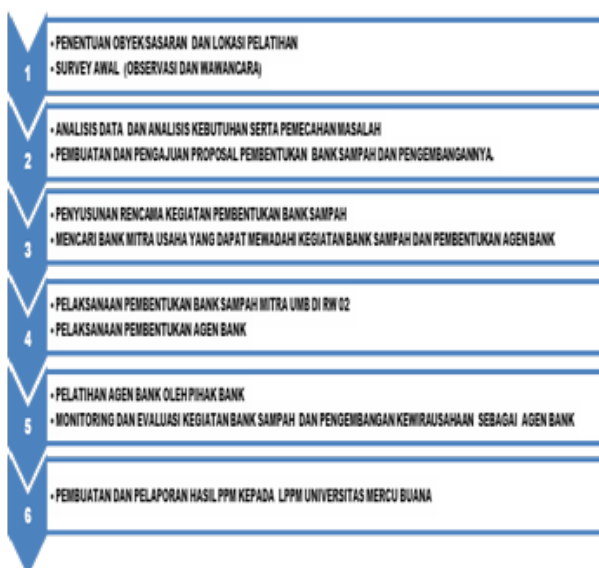 1
• PENENTUAN OBYEK SASARAN DAN LOKASI PELATIHAN
• SURVEY AWAL (OBSERVASI DAN WAWANCARA)
2
• ANALISIS DATA DAN ANALISIS KEBUTUHAN SERTA PEMECAHAN MASALAH
• PEMBUATAN DAN PENGAJUAN PROPOSAL PEMBENTUKAN BANK SAMPAH DAN PENGEMBANGANNYA.
3
• PENYUSUNAN RENCAMA KEGIATAN PEMBENTUKAN BANK SAMPAH
• MENCARI BANK MITRA USAHA YANG DAPAT MEWADAHI KEGIATAN BANK SAMPAH DAN PEMBENTUKAN AGEN BANK
4
• PELAKSANAAN PEMBENTUKAN BANK SAMPAH MITRA UMB DI RW 02
• PELAKSANAAN PEMBENTUKAN AGEN BANK
5
• PELATIHAN AGEN BANK OLEH PIHAK BANK
• MONITORING DAN EVALUASI KEGIATAN BANK SAMPAH DAN PENGEMBANGAN KEWIRAUSAHAAN SEBAGAI AGEN BANK
6
• PEMBUATAN DAN PELAPORAN HASIL PPM KEPADA LPPM UNIVERSITAS MERCU BUANA